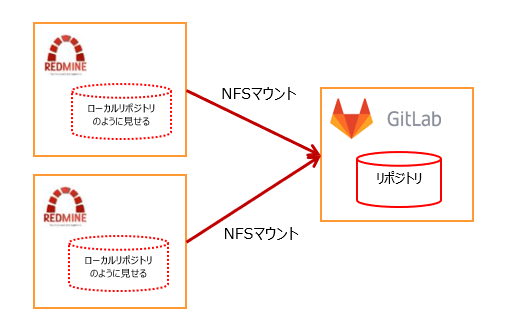 REDMINE
ローカルリポジトリ
のように見せる
NFSマウント
GitLab
リポジトリ
REDMINE
ローカルリポジトリ
のように見せる
NFSマウント